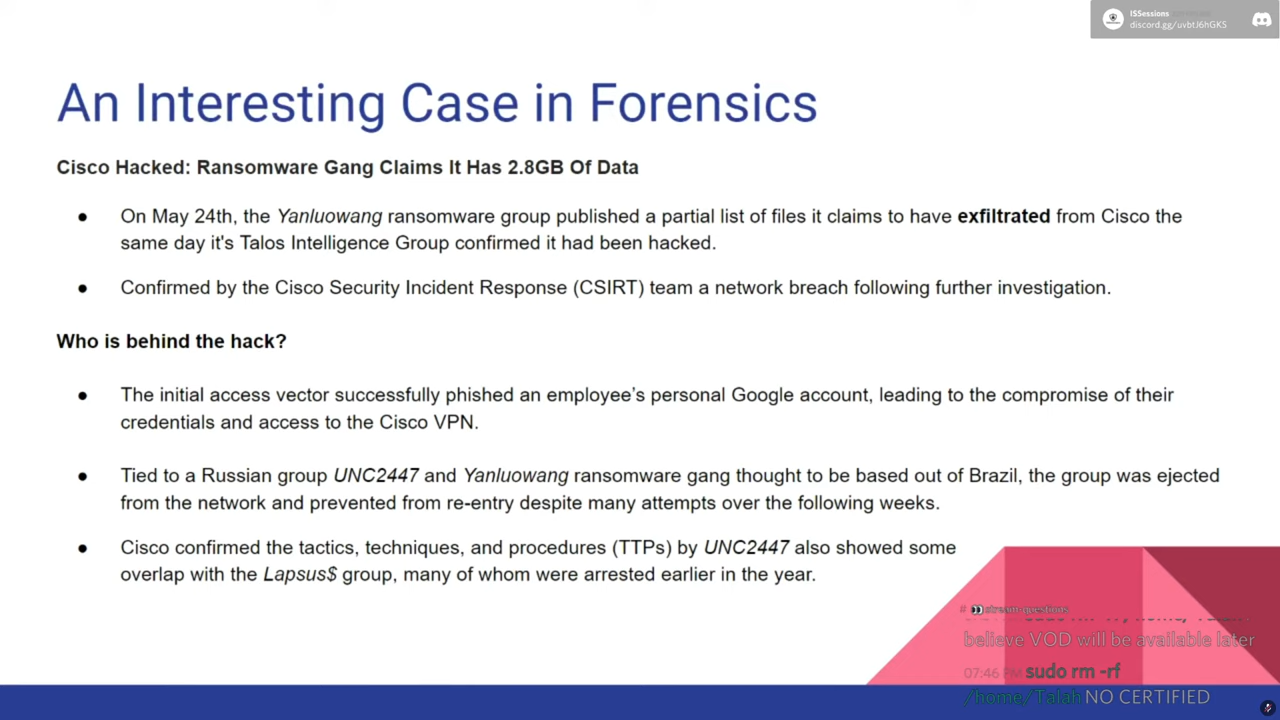 ISSessions
discord.gg/uvbtJ6hGKS
An Interesting Case in Forensics
Cisco Hacked: Ransomware Gang Claims It Has 2.8GB Of Data
● On May 24th, the Yanluowang ransomware group published a partial list of files it claims to have exfiltrated from Cisco the
same day it's Talos Intelligence Group confirmed it had been hacked.
● Confirmed by the Cisco Security Incident Response (CSIRT) team a network breach following further investigation.
Who is behind the hack?
● The initial access vector successfully phished an employee’s personal Google account, leading to the compromise of their
credentials and access to the Cisco VPN.
● Tied to a Russian group UNC2447 and Yanluowang ransomware gang thought to be based out of Brazil, the group was ejected
from the network and prevented from re-entry despite many attempts over the following weeks.
● Cisco confirmed the tactics, techniques, and procedures (TTPs) by UNC2447 also showed some
overlap with the Lapsus$ group, many of whom were arrested earlier in the year.
# 👀stream-questions
believe VOD will be available later
07:46 PM sudo rm -rf
/home/Talah NO CERTIFIED